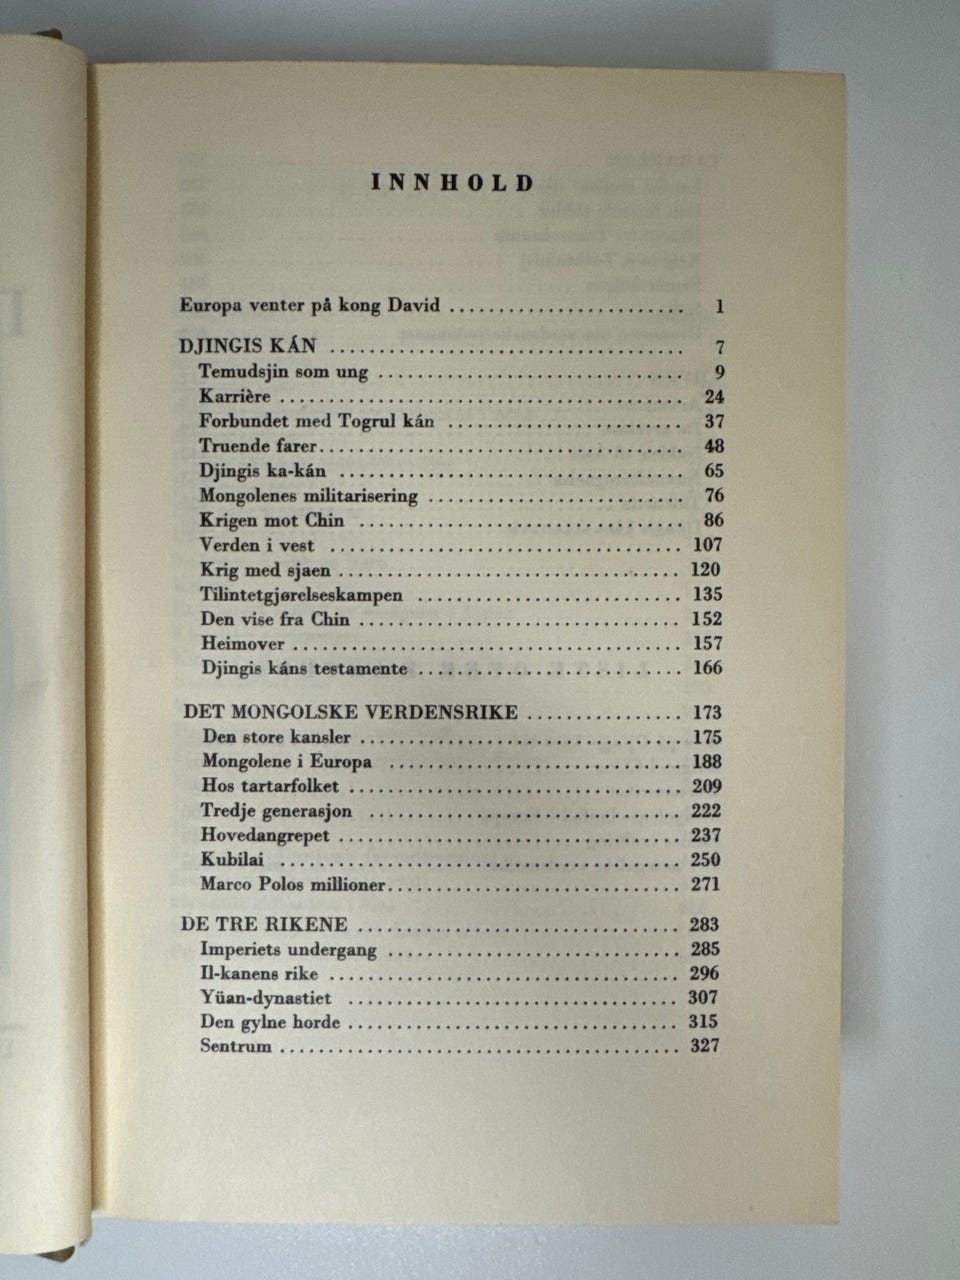 INNHOLD
Europa venter på kong David ........................ 1
DJINGIS KÁN .................................... 7
Temudsjin som ung ............................... 9
Karrière ......................................... 24
Forbundet med Togrul kán ........................ 37
Truende farer..................................... 48
Djingis ka-kán ................................... 65
Mongolenes militarisering .......................... 76
Krigen mot Chin ................................. 86
Verden i vest .................................... 107
Krig med sjaen ................................... 120
Tilintetgjørelseskampen ........................... 135
Den vise fra Chin ................................. 152
Heimover ........................................ 157
Djingis káns testamente ........................... 166
DET MONGOLSKE VERDENSRIKE ................ 173
Den store kansler ................................. 175
Mongolene i Europa .............................. 188
Hos tartarfolket .................................. 209
Tredje generasjon ................................ 222
Hovedangrepet ................................... 237
Kubilai ......................................... 250
Marco Polos millioner.............................. 271
DE TRE RIKENE ................................. 283
Imperiets undergang .............................. 285
Il-kanens rike .................................... 296
Yüan-dynastiet .................................. 307
Den gylne horde .................................. 315
Sentrum ......................................... 327